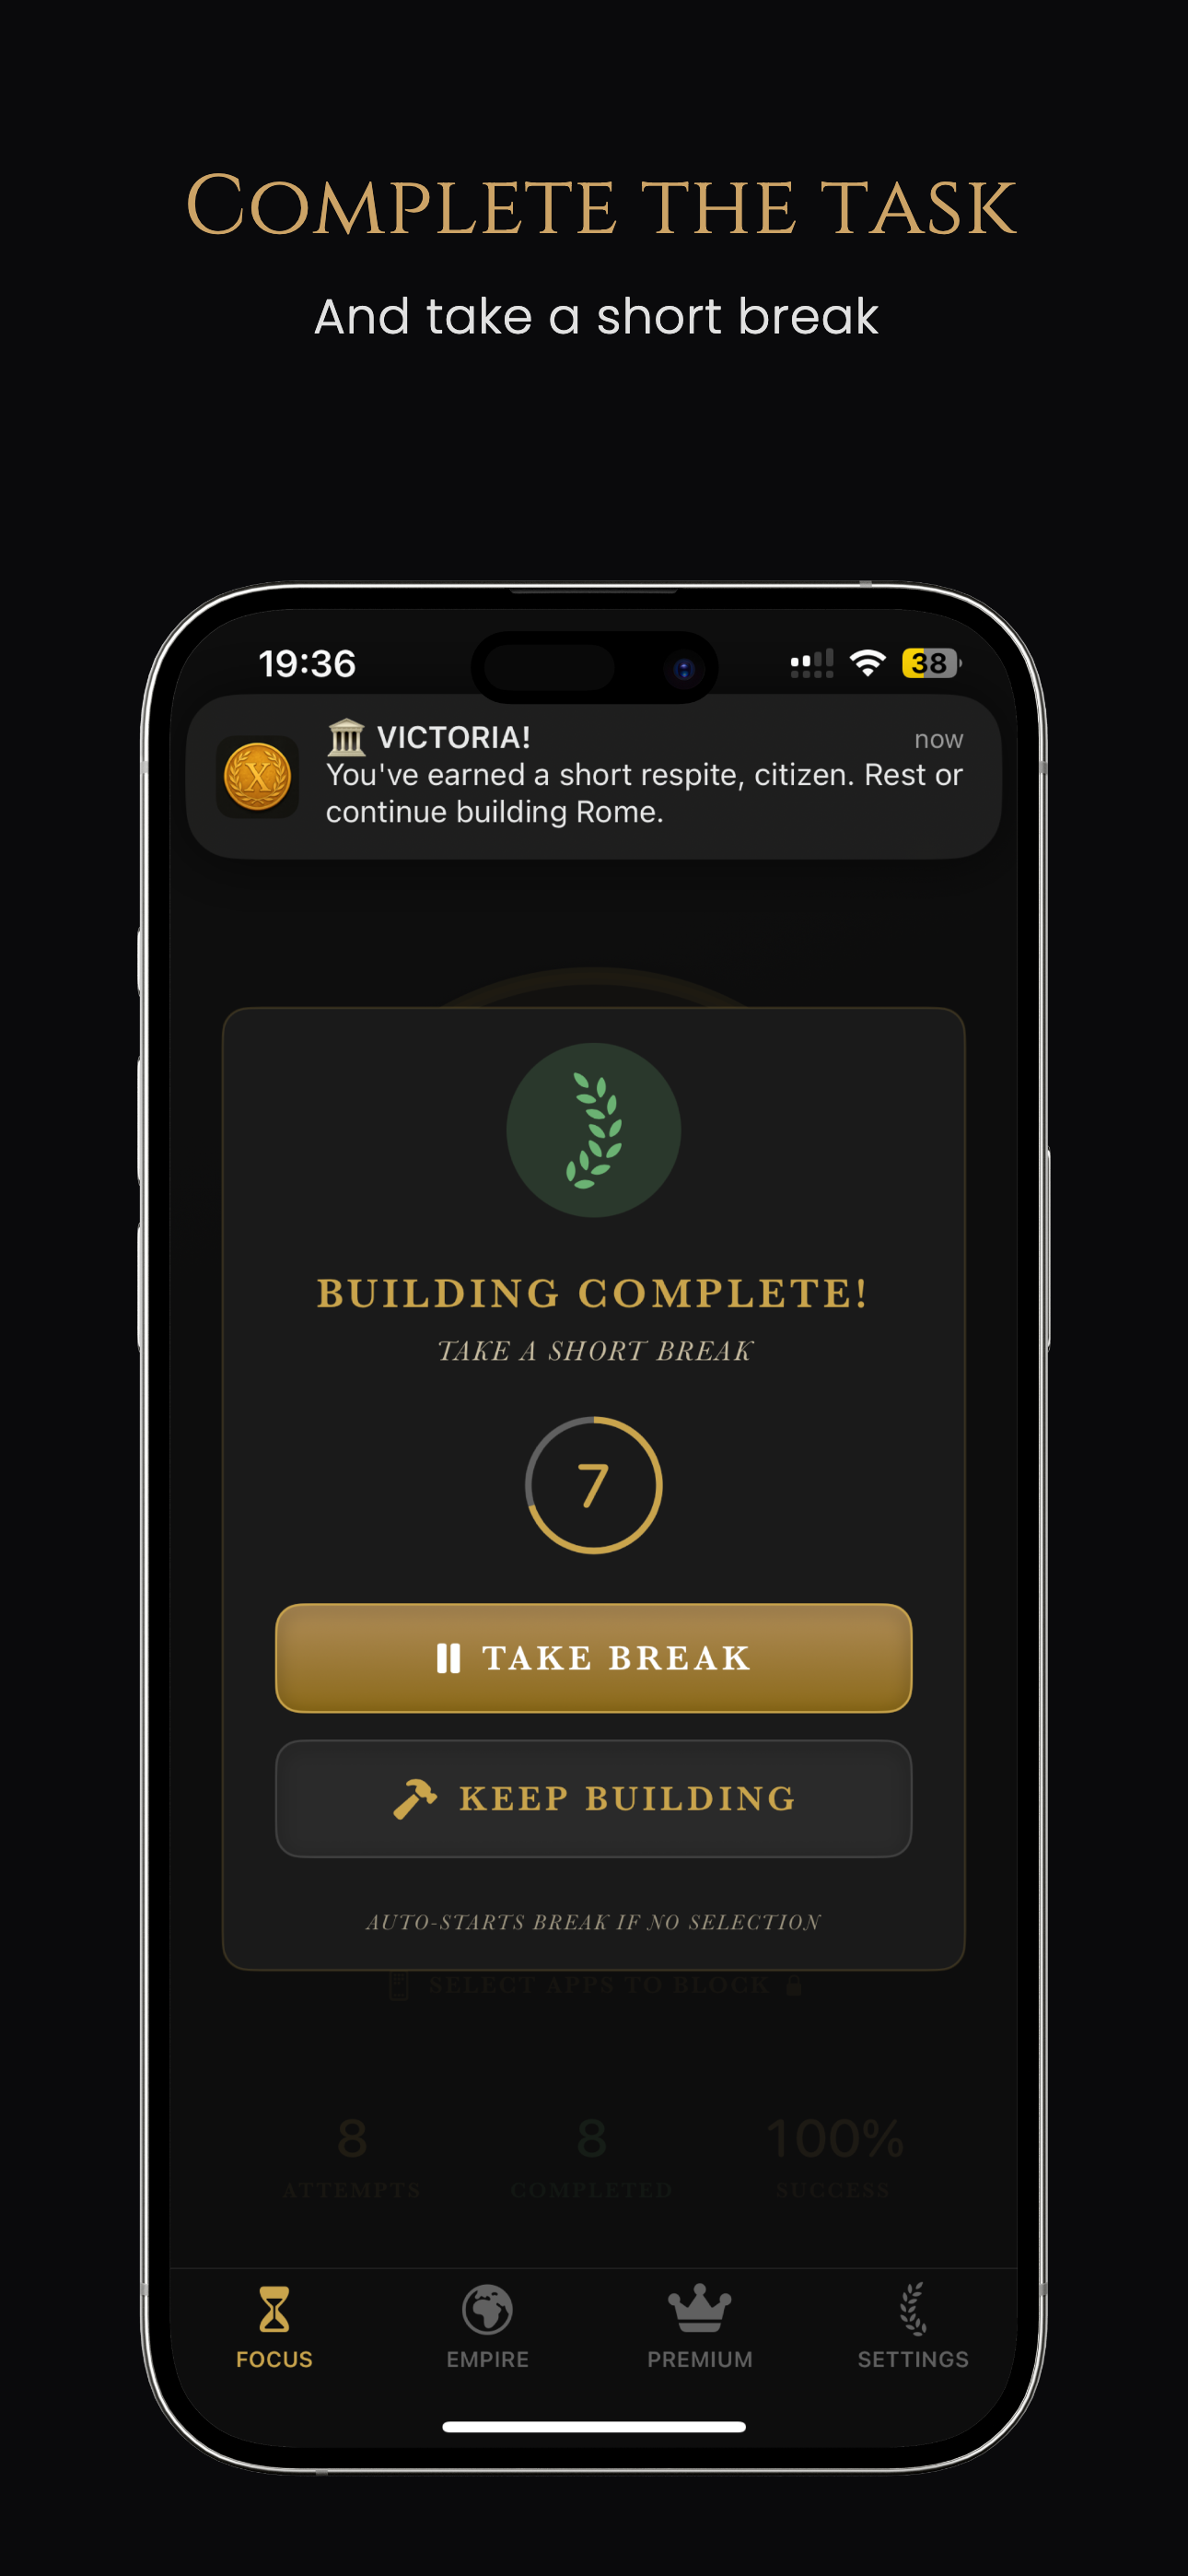 Complete the task
And take a short break
19:36
38
🏛️ VICTORIA!
now
You've earned a short respite, citizen. Rest or
continue building Rome.
X
BUILDING COMPLETE!
TAKE A SHORT BREAK
7
TAKE BREAK
KEEP BUILDING
AUTO-STARTS BREAK IF NO SELECTION
SELECT APPS TO BLOCK
8 8 100%
ATTEMPTS COMPLETED SUCCESS
FOCUS EMPIRE PREMIUM SETTINGS